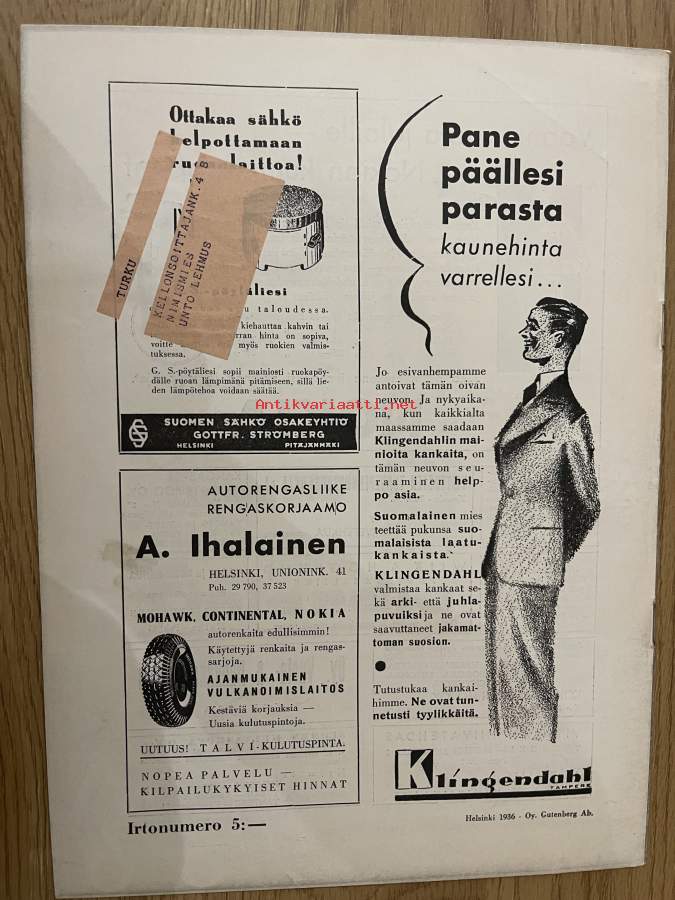 Ottakaa sähkö
helpottamaan
ruoanlaittoa!
TURKU
KELLONSOITTAJANK. 4 B
NIMISMIES
UNTO LEHMUS
pöytäliesi
taloudessa.
kiehauttaa kahvin tai
hinta on sopiva,
voitte myös ruokien valmis-
tuksessa.
G. S.-pöytäliesi sopii mainiosti ruokapöy-
dälle ruoan lämpimänä pitämiseen, sillä lie-
den lämpötehoa voidaan säätää.
SUOMEN SÄHKÖ OSAKEYHTIÖ
GOTTFR. STRÖMBERG
HELSINKI PITÄJÄNMÄKI
AUTORENGASLIIKE
RENGASKORJAAMO
A. Ihalainen
HELSINKI, UNIONINK. 41
Puh. 29 790, 37 523
MOHAWK, CONTINENTAL, NOKIA
autorenkaita edullisimmin!
Käytettyjä renkaita ja rengas-
sarjoja.
AJANMUKAINEN
VULKANOIMISLAITOS
Kestäviä korjauksia —
Uusia kulutuspintoja.
UUTUUS! TALVI-KULUTUSPINTA.
NOPEA PALVELU —
KILPAILUKYKYISET HINNAT
Irtonumero 5:—
Pane
päällesi
parasta
kaunehinta
varrellesi...
Jo esivanhempamme
antoivat tämän oivan
neuvon. Ja nykyaika-
na, kun kaikkialta
maassamme saadaan
Klingendahlin mai-
nioita kankaita, on
tämän neuvon seu-
raaminen help-
po asia.
Suomalainen mies
teettää pukunsa suo-
malaisista laatu-
kankaista.
KLINGENDAHL
valmistaa kankaat se-
kä arki- että juhla-
puvuiksi ja ne ovat
saavuttaneet jakamat-
toman suosion.
Tutustukaa kankai-
himme. Ne ovat tun-
netusti tyylikkäitä.
Klingendahl
TAMPERE
Helsinki 1936 - Oy. Gutenberg Ab.
Antikvariaatti.net